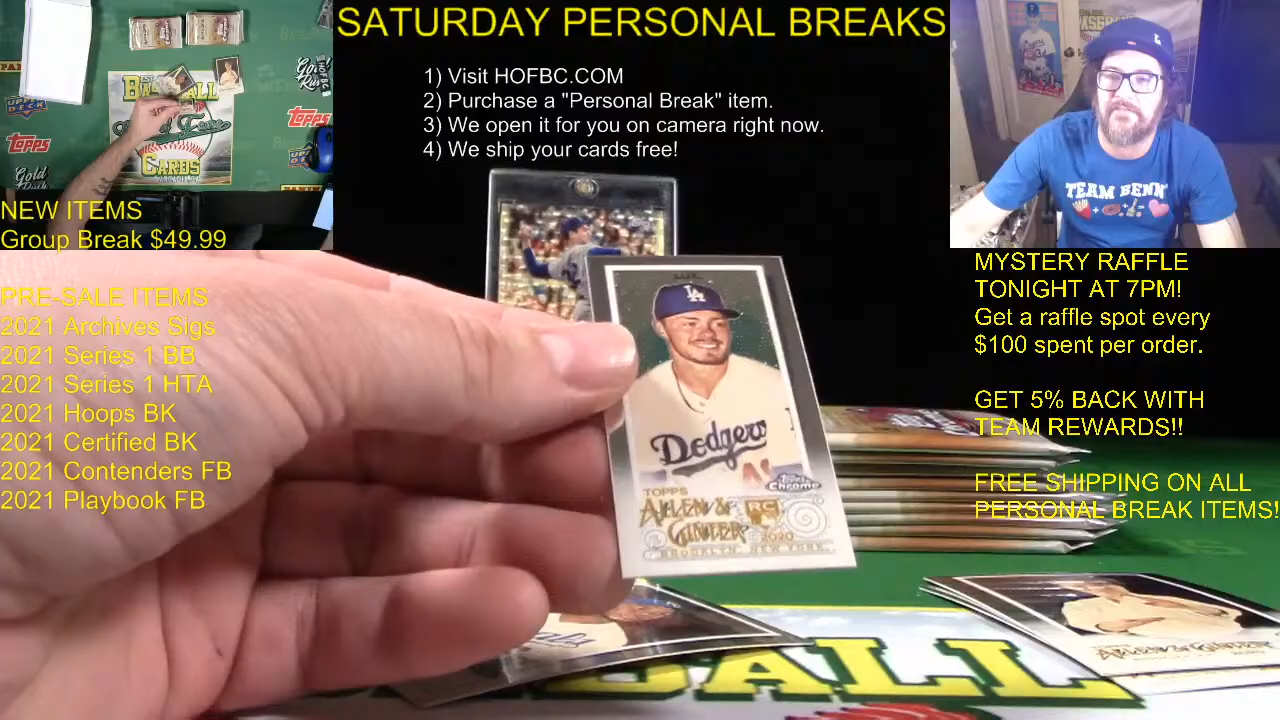 SATURDAY PERSONAL BREAKS
1) Visit HOFBC.COM
2) Purchase a "Personal Break" item.
3) We open it for you on camera right now.
4) We ship your cards free!
NEW ITEMS
Group Break $49.99
PRE-SALE ITEMS
2021 Archives Sigs
2021 Series 1 BB
2021 Series 1 HTA
2021 Hoops BK
2021 Certified BK
2021 Contenders FB
2021 Playbook FB
MYSTERY RAFFLE
TONIGHT AT 7PM!
Get a raffle spot every
$100 spent per order.
GET 5% BACK WITH
TEAM REWARDS!!
FREE SHIPPING ON ALL
PERSONAL BREAK ITEMS!
TEAM BENN
LA
Dodgers
Topps
Chrome
TOPPS
ALLEN &
GINTER
RC
2020
BROOKLYN, NEW YORK
BALL
CARDS
UPPER DECK
Topps
Gold
Topps